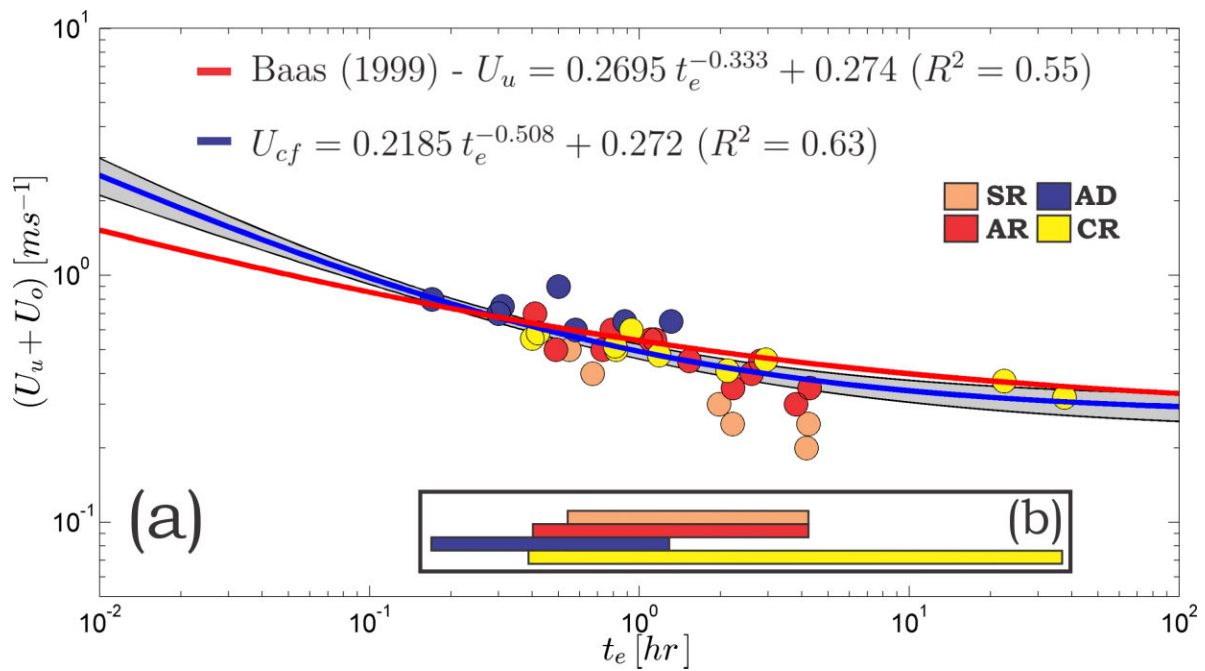 Baas (1999) - U_u = 0.2695 t_e^{-0.333} + 0.274 (R^2 = 0.55)
U_{cf} = 0.2185 t_e^{-0.508} + 0.272 (R^2 = 0.63)
SR AD
AR CR
(U_u + U_o) [ms^{-1}]
10^1
10^0
10^{-1}
(a)
(b)
10^{-2} 10^{-1} 10^0 10^1 10^2
t_e [hr]